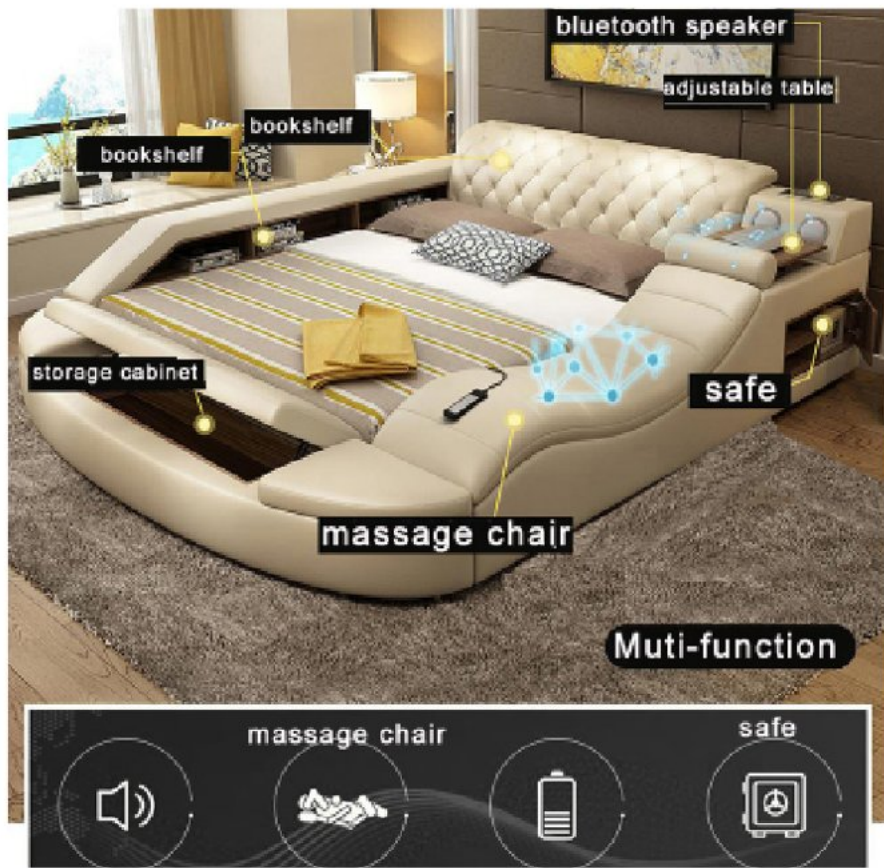 bluetooth speaker
adjustable table
bookshelf
bookshelf
storage cabinet
safe
massage chair
Muti-function
massage chair
safe